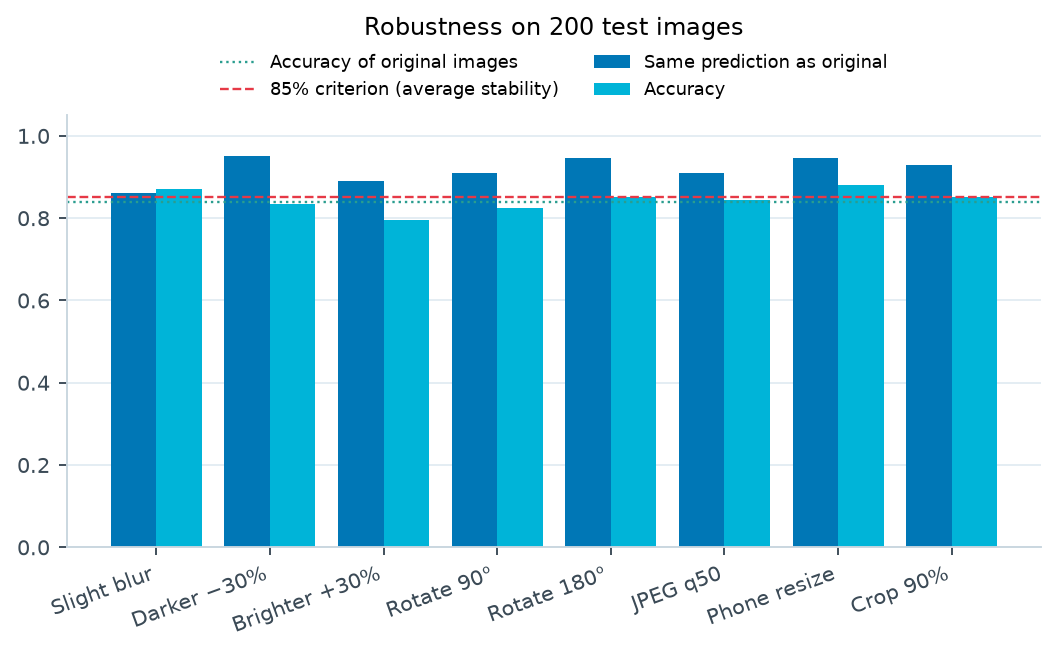 Robustness on 200 test images
Accuracy of original images
85% criterion (average stability)
Same prediction as original
Accuracy
1.0
0.8
0.6
0.4
0.2
0.0
Slight blur
Darker −30%
Brighter +30%
Rotate 90°
Rotate 180°
JPEG q50
Phone resize
Crop 90%